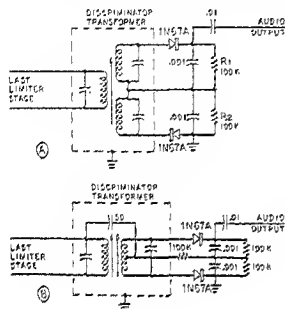 DISCRIMINATOR
TRANSFORMER
.01
AUDIO
OUTPUT
1N67A
LAST
LIMITER
STAGE
.001
R1
100K
.001
R2
100K
1N67A
A
DISCRIMINATOR
TRANSFORMER
50
1N67A
.01
AUDIO
OUTPUT
LAST
LIMITER
STAGE
100K
.001
100K
.001
100K
1N67A
B